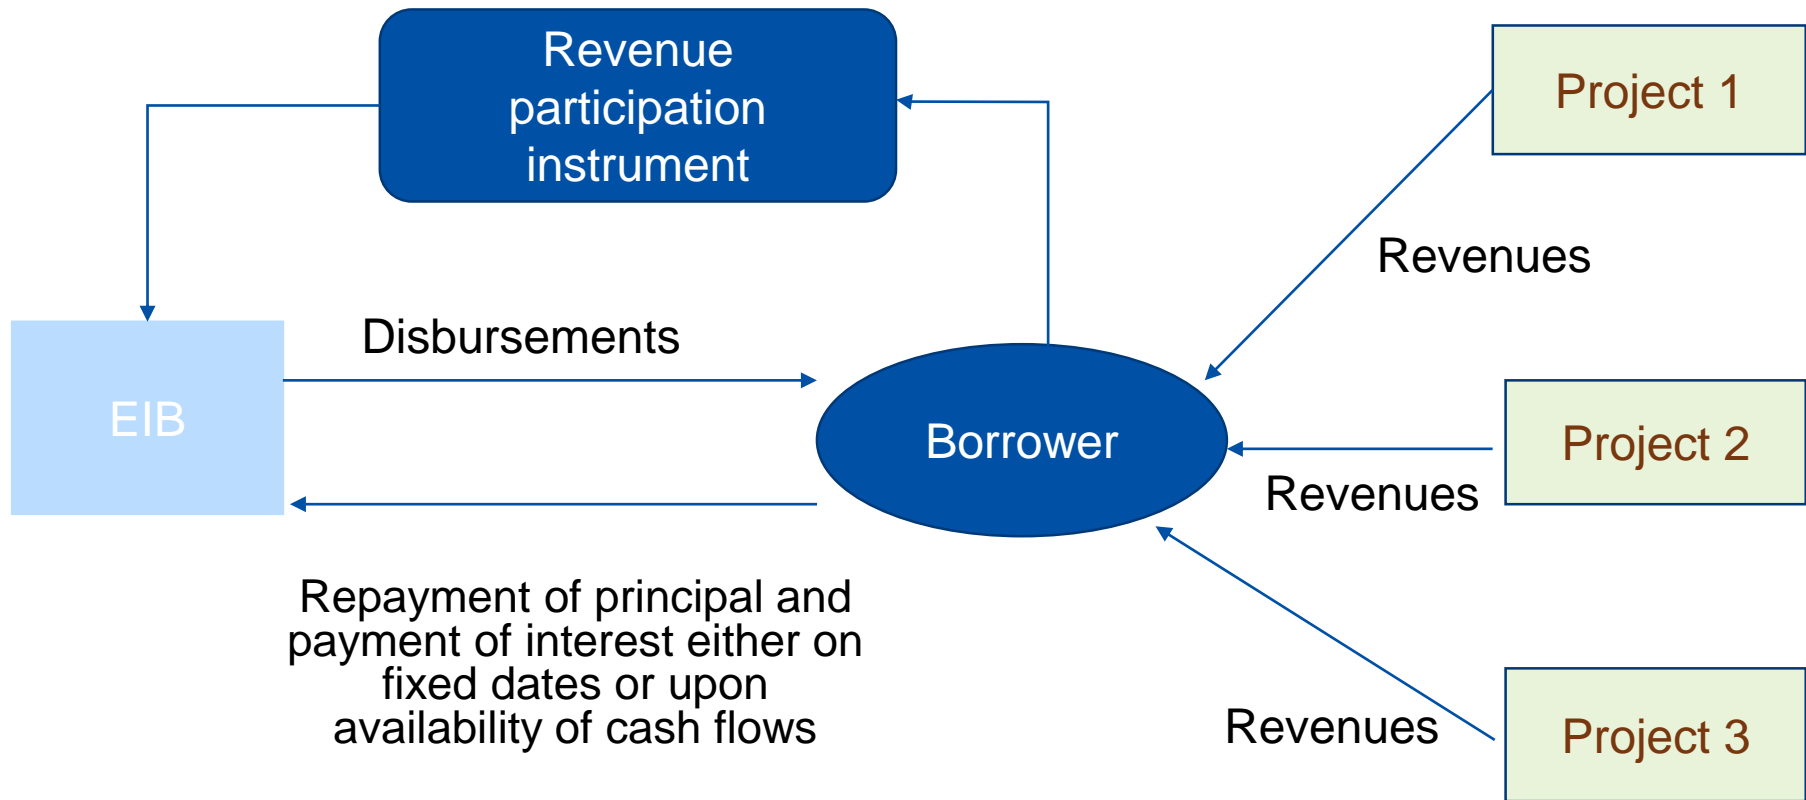 Revenue
participation
instrument
Project 1
Revenues
Disbursements
EIB
Borrower
Project 2
Revenues
Repayment of principal and
payment of interest either on
fixed dates or upon
availability of cash flows
Revenues
Project 3